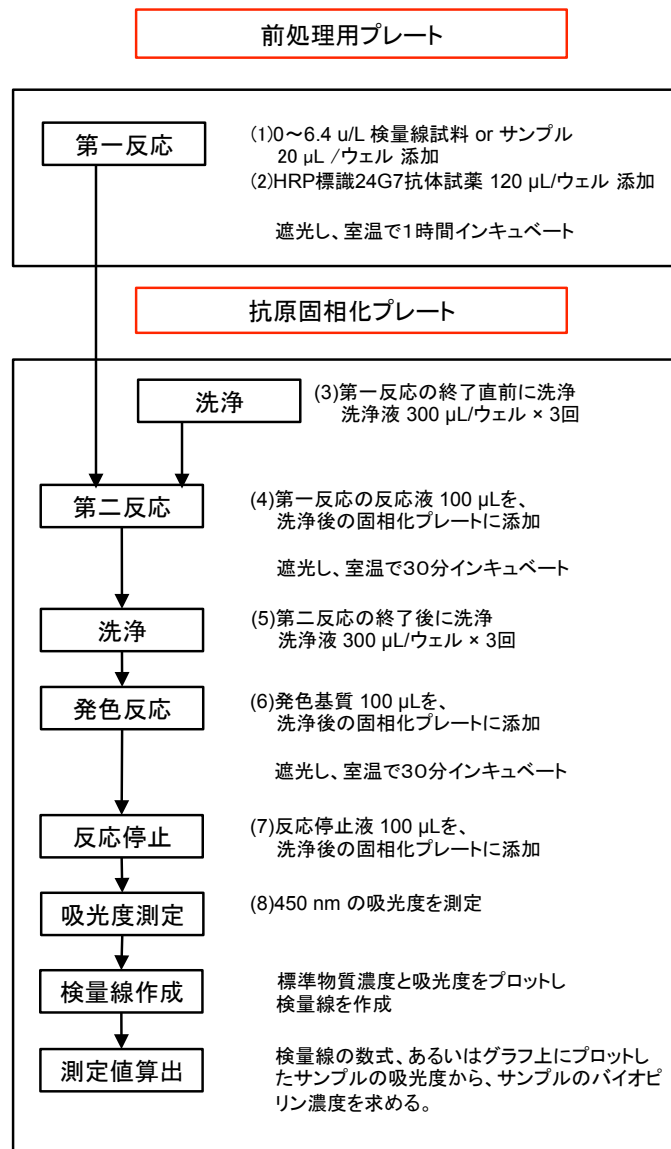 前処理用プレート
第一反応
(1)0～6.4 u/L 検量線試料 or サンプル
20 µL /ウェル 添加
(2)HRP標識24G7抗体試薬 120 µL/ウェル 添加
遮光し、室温で１時間インキュベート
抗原固相化プレート
洗浄
(3)第一反応の終了直前に洗浄
洗浄液 300 µL/ウェル × 3回
第二反応
(4)第一反応の反応液 100 µLを、
洗浄後の固相化プレートに添加
遮光し、室温で３０分インキュベート
洗浄
(5)第二反応の終了後に洗浄
洗浄液 300 µL/ウェル × 3回
発色反応
(6)発色基質 100 µLを、
洗浄後の固相化プレートに添加
遮光し、室温で３０分インキュベート
反応停止
(7)反応停止液 100 µLを、
洗浄後の固相化プレートに添加
吸光度測定
(8)450 nm の吸光度を測定
検量線作成
標準物質濃度と吸光度をプロットし
検量線を作成
測定値算出
検量線の数式、あるいはグラフ上にプロットし
たサンプルの吸光度から、サンプルのバイオピ
リン濃度を求める。